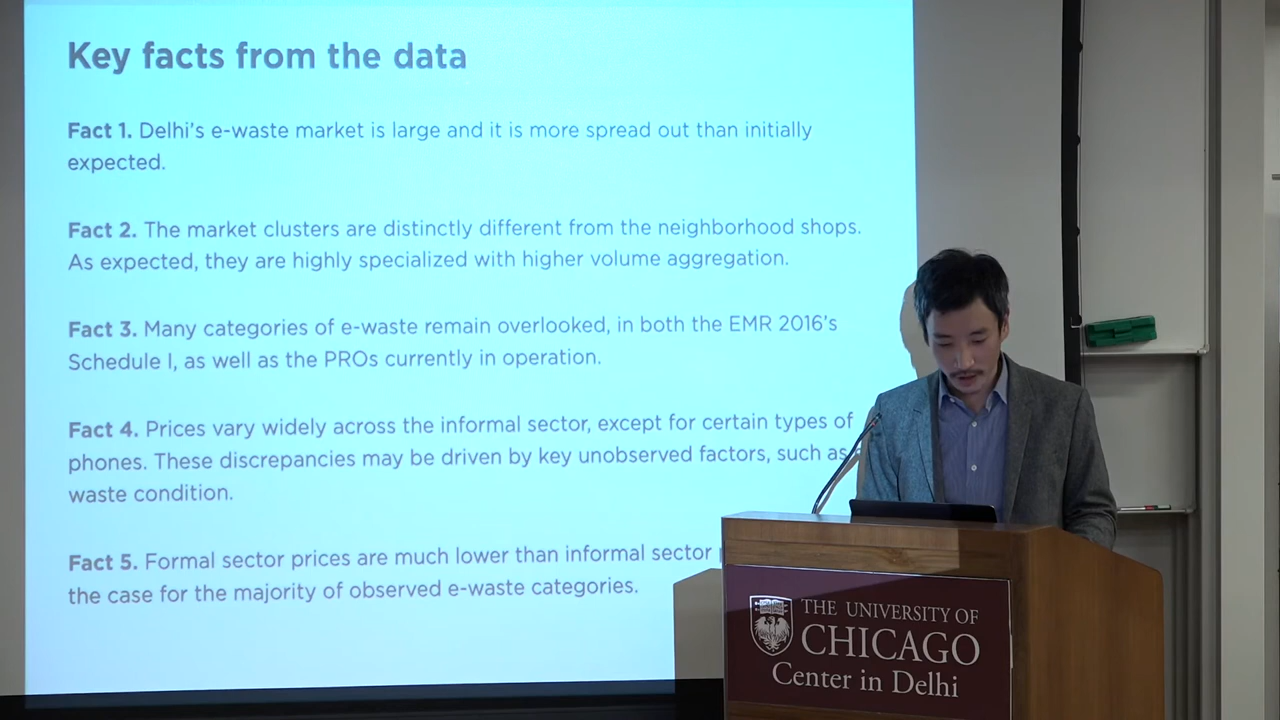 Key facts from the data
Fact 1. Delhi's e-waste market is large and it is more spread out than initially
expected.
Fact 2. The market clusters are distinctly different from the neighborhood shops.
As expected, they are highly specialized with higher volume aggregation.
Fact 3. Many categories of e-waste remain overlooked, in both the EMR 2016's
Schedule I, as well as the PROs currently in operation.
Fact 4. Prices vary widely across the informal sector, except for certain types of
phones. These discrepancies may be driven by key unobserved factors, such as
waste condition.
Fact 5. Formal sector prices are much lower than informal sector
the case for the majority of observed e-waste categories.
THE UNIVERSITY OF
CHICAGO
Center in Delhi